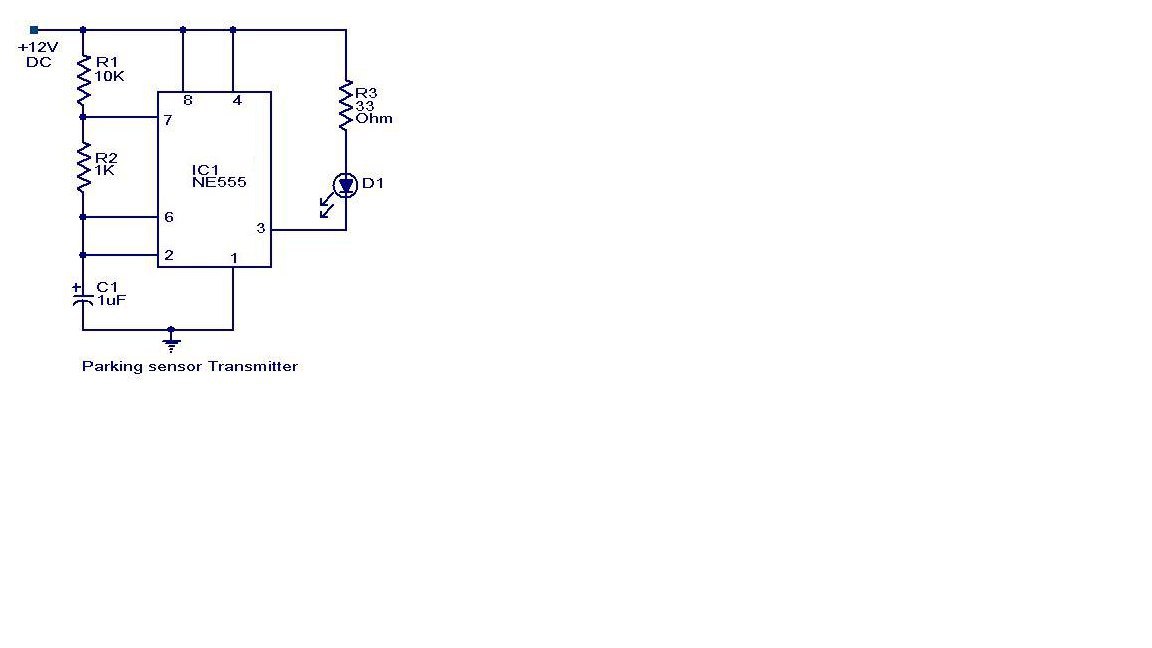 +12V
DC
R1
10K
8
4
R3
33
Ohm
7
R2
1K
IC1
NE555
D1
6
3
2
1
+
C1
1uF
Parking sensor Transmitter